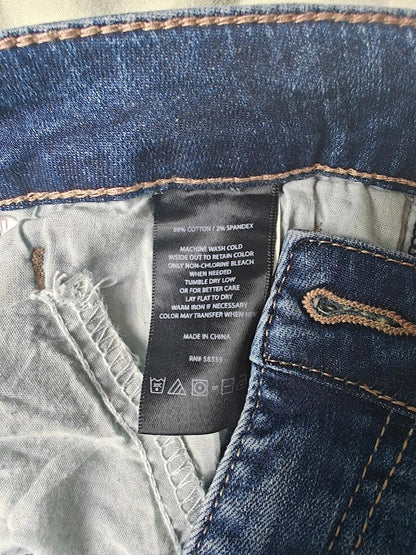 98% COTTON / 2% SPANDEX
MACHINE WASH COLD
INSIDE OUT TO RETAIN COLOR
ONLY NON-CHLORINE BLEACH
WHEN NEEDED
TUMBLE DRY LOW
OR FOR BETTER CARE
LAY FLAT TO DRY
WARM IRON IF NECESSARY
COLOR MAY TRANSFER WHEN
MADE IN CHINA
RN# 58539
or